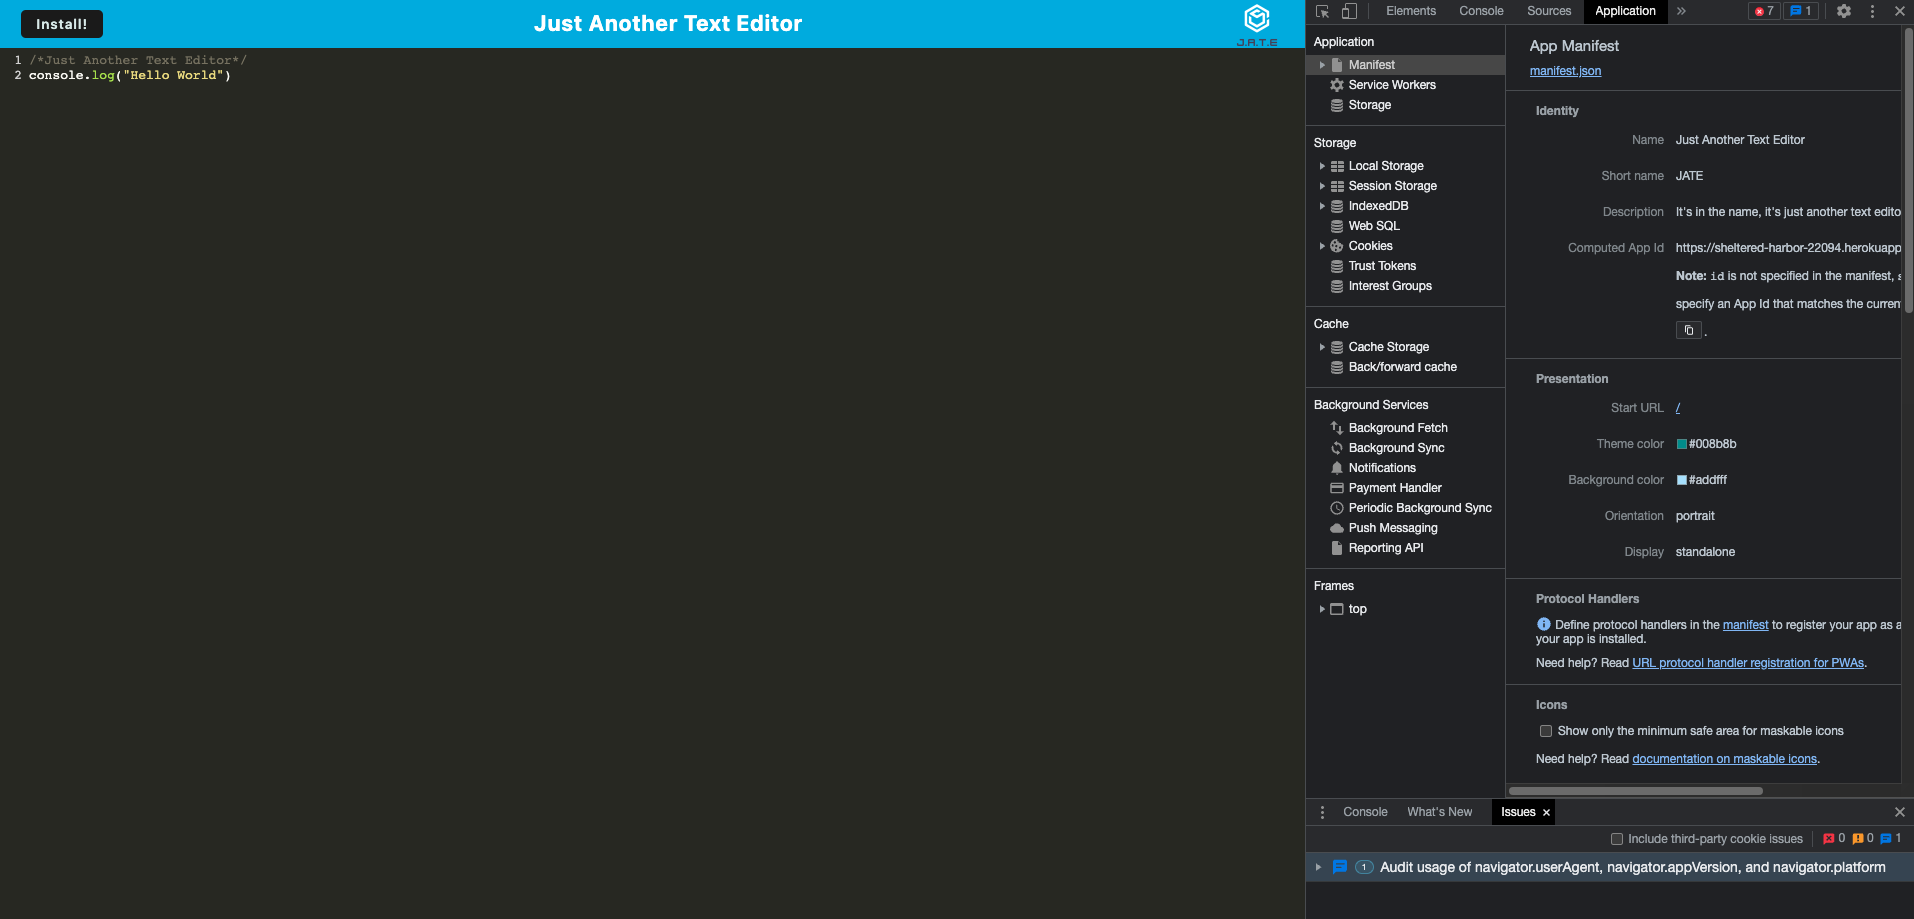 Install!
Just Another Text Editor
J.A.T.E
1 /*Just Another Text Editor*/
2 console.log("Hello World")
Elements Console Sources Application » 7 1
Application
Manifest
Service Workers
Storage
Storage
Local Storage
Session Storage
IndexedDB
Web SQL
Cookies
Trust Tokens
Interest Groups
Cache
Cache Storage
Back/forward cache
Background Services
Background Fetch
Background Sync
Notifications
Payment Handler
Periodic Background Sync
Push Messaging
Reporting API
Frames
top
App Manifest
manifest.json
Identity
Name Just Another Text Editor
Short name JATE
Description It's in the name, it's just another text edito
Computed App Id https://sheltered-harbor-22094.herokuapp
Note: id is not specified in the manifest, s
specify an App Id that matches the curren
.
Presentation
Start URL /
Theme color #008b8b
Background color #addfff
Orientation portrait
Display standalone
Protocol Handlers
Define protocol handlers in the manifest to register your app as a
your app is installed.
Need help? Read URL protocol handler registration for PWAs.
Icons
Show only the minimum safe area for maskable icons
Need help? Read documentation on maskable icons.
Console What's New Issues
Include third-party cookie issues 0 0 1
1 Audit usage of navigator.userAgent, navigator.appVersion, and navigator.platform